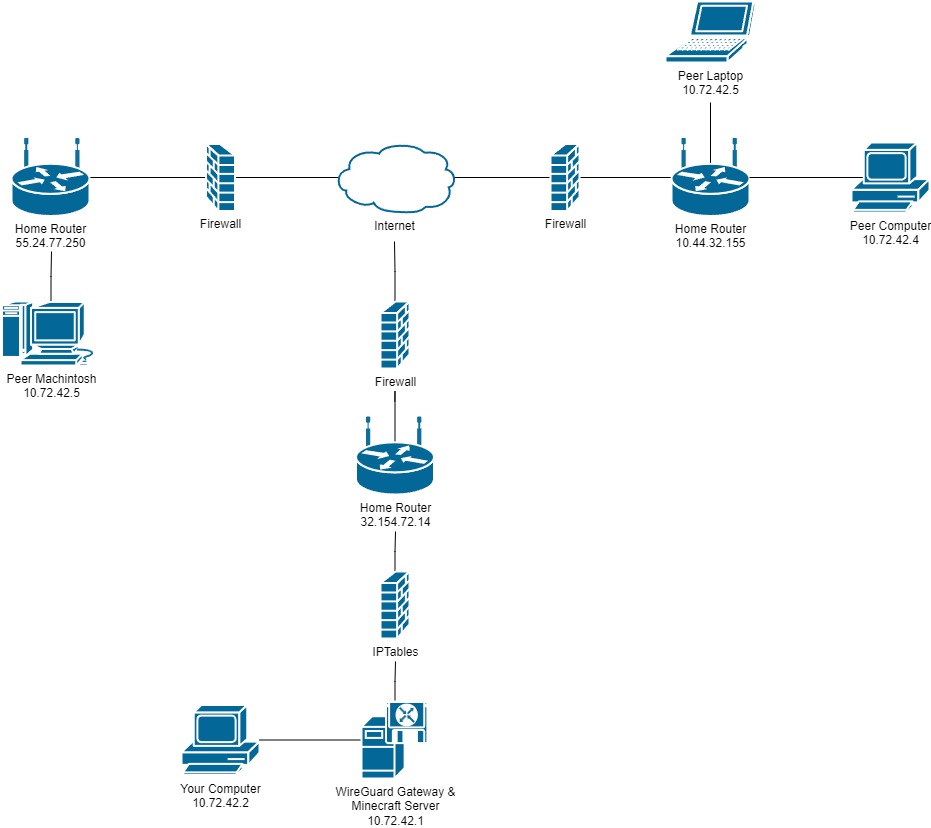 Peer Laptop
10.72.42.5
Home Router
55.24.77.250
Firewall
Internet
Firewall
Home Router
10.44.32.155
Peer Computer
10.72.42.4
Peer Machintosh
10.72.42.5
Firewall
Home Router
32.154.72.14
IPTables
Your Computer
10.72.42.2
WireGuard Gateway &
Minecraft Server
10.72.42.1